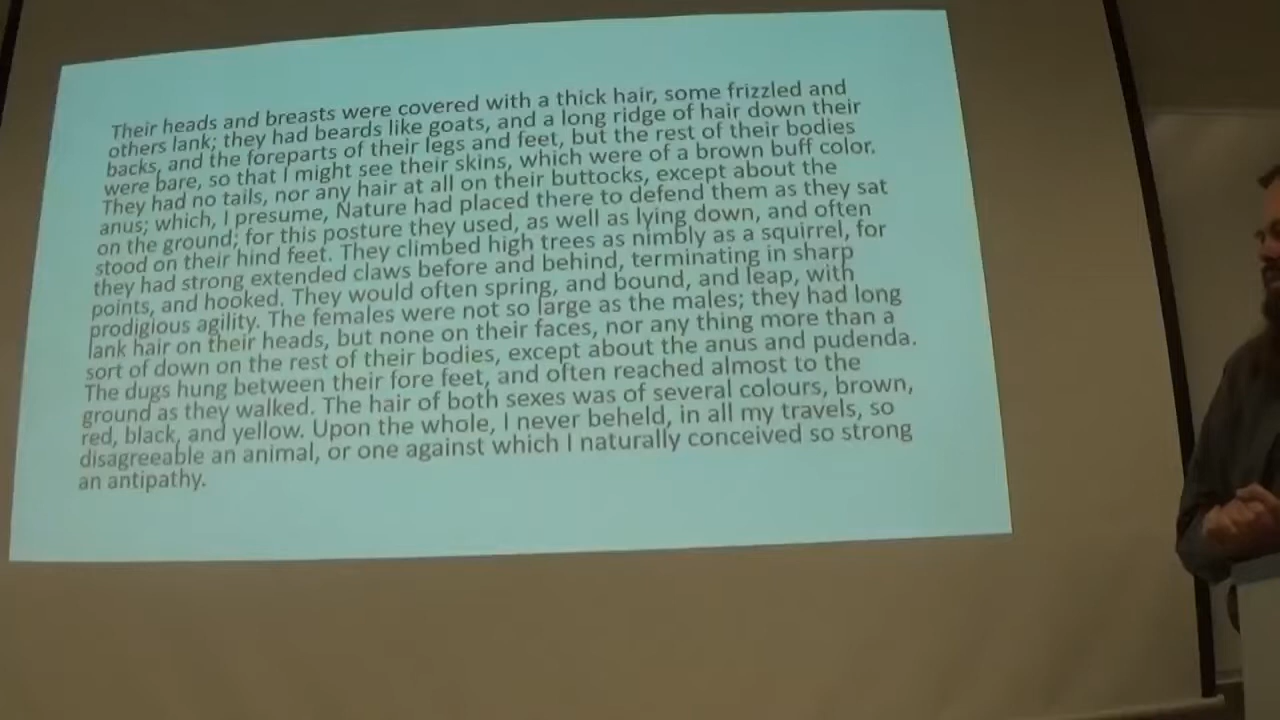 Their heads and breasts were covered with a thick hair, some frizzled and
others lank; they had beards like goats, and a long ridge of hair down their
backs, and the foreparts of their legs and feet, but the rest of their bodies
were bare, so that I might see their skins, which were of a brown buff color.
They had no tails, nor any hair at all on their buttocks, except about the
anus; which, I presume, Nature had placed there to defend them as they sat
on the ground; for this posture they used, as well as lying down, and often
stood on their hind feet. They climbed high trees as nimbly as a squirrel, for
they had strong extended claws before and behind, terminating in sharp
points, and hooked. They would often spring, and bound, and leap, with
prodigious agility. The females were not so large as the males; they had long
lank hair on their heads, but none on their faces, nor any thing more than a
sort of down on the rest of their bodies, except about the anus and pudenda.
The dugs hung between their fore feet, and often reached almost to the
ground as they walked. The hair of both sexes was of several colours, brown,
red, black, and yellow. Upon the whole, I never beheld, in all my travels, so
disagreeable an animal, or one against which I naturally conceived so strong
an antipathy.